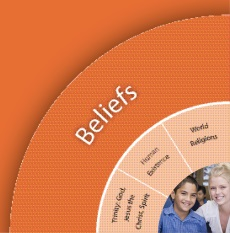 Beliefs
World
Religions
Human
Existence
Trinity: God,
Jesus the
Christ, Spirit